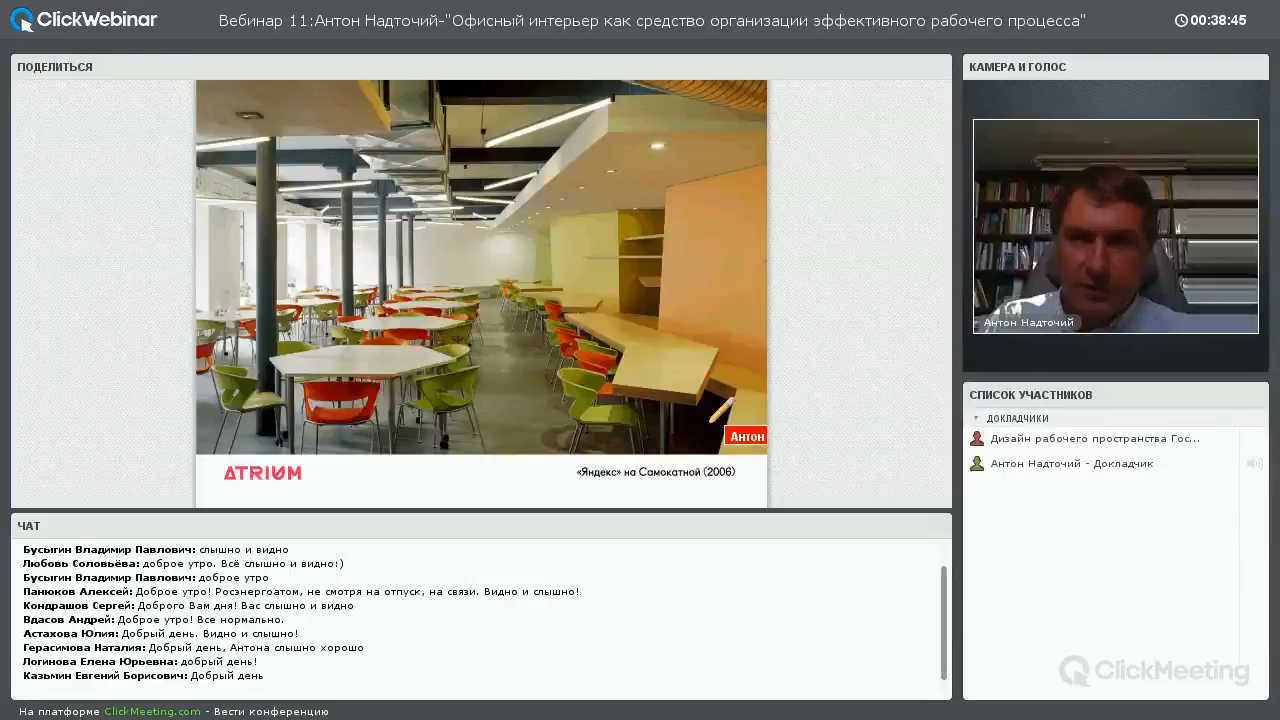 ClickWebinar
Вебинар 11:Антон Надточий-"Офисный интерьер как средство организации эффективного рабочего процесса"
00:38:45
ПОДЕЛИТЬСЯ
Антон
ATRIUM
«Яндекс» на Самокатной (2006)
КАМЕРА И ГОЛОС
Антон Надточий
СПИСОК УЧАСТНИКОВ
ДОКЛАДЧИКИ
Дизайн рабочего пространства Гос...
Антон Надточий - Докладчик
ЧАТ
Бусыгин Владимир Павлович: слышно и видно
Любовь Соловьёва: доброе утро. Всё слышно и видно:)
Бусыгин Владимир Павлович: доброе утро
Панюков Алексей: Доброе утро! Росэнергоатом, не смотря на отпуск, на связи. Видно и слышно!
Кондрашов Сергей: Доброго Вам дня! Вас слышно и видно
Вдасов Андрей: Доброе утро! Все нормально.
Астахова Юлия: Добрый день. Видно и слышно!
Герасимова Наталия: Добрый день, Антона слышно хорошо
Логинова Елена Юрьевна: добрый день!
Казьмин Евгений Борисович: Добрый день
ClickMeeting
На платформе ClickMeeting.com - Вести конференцию